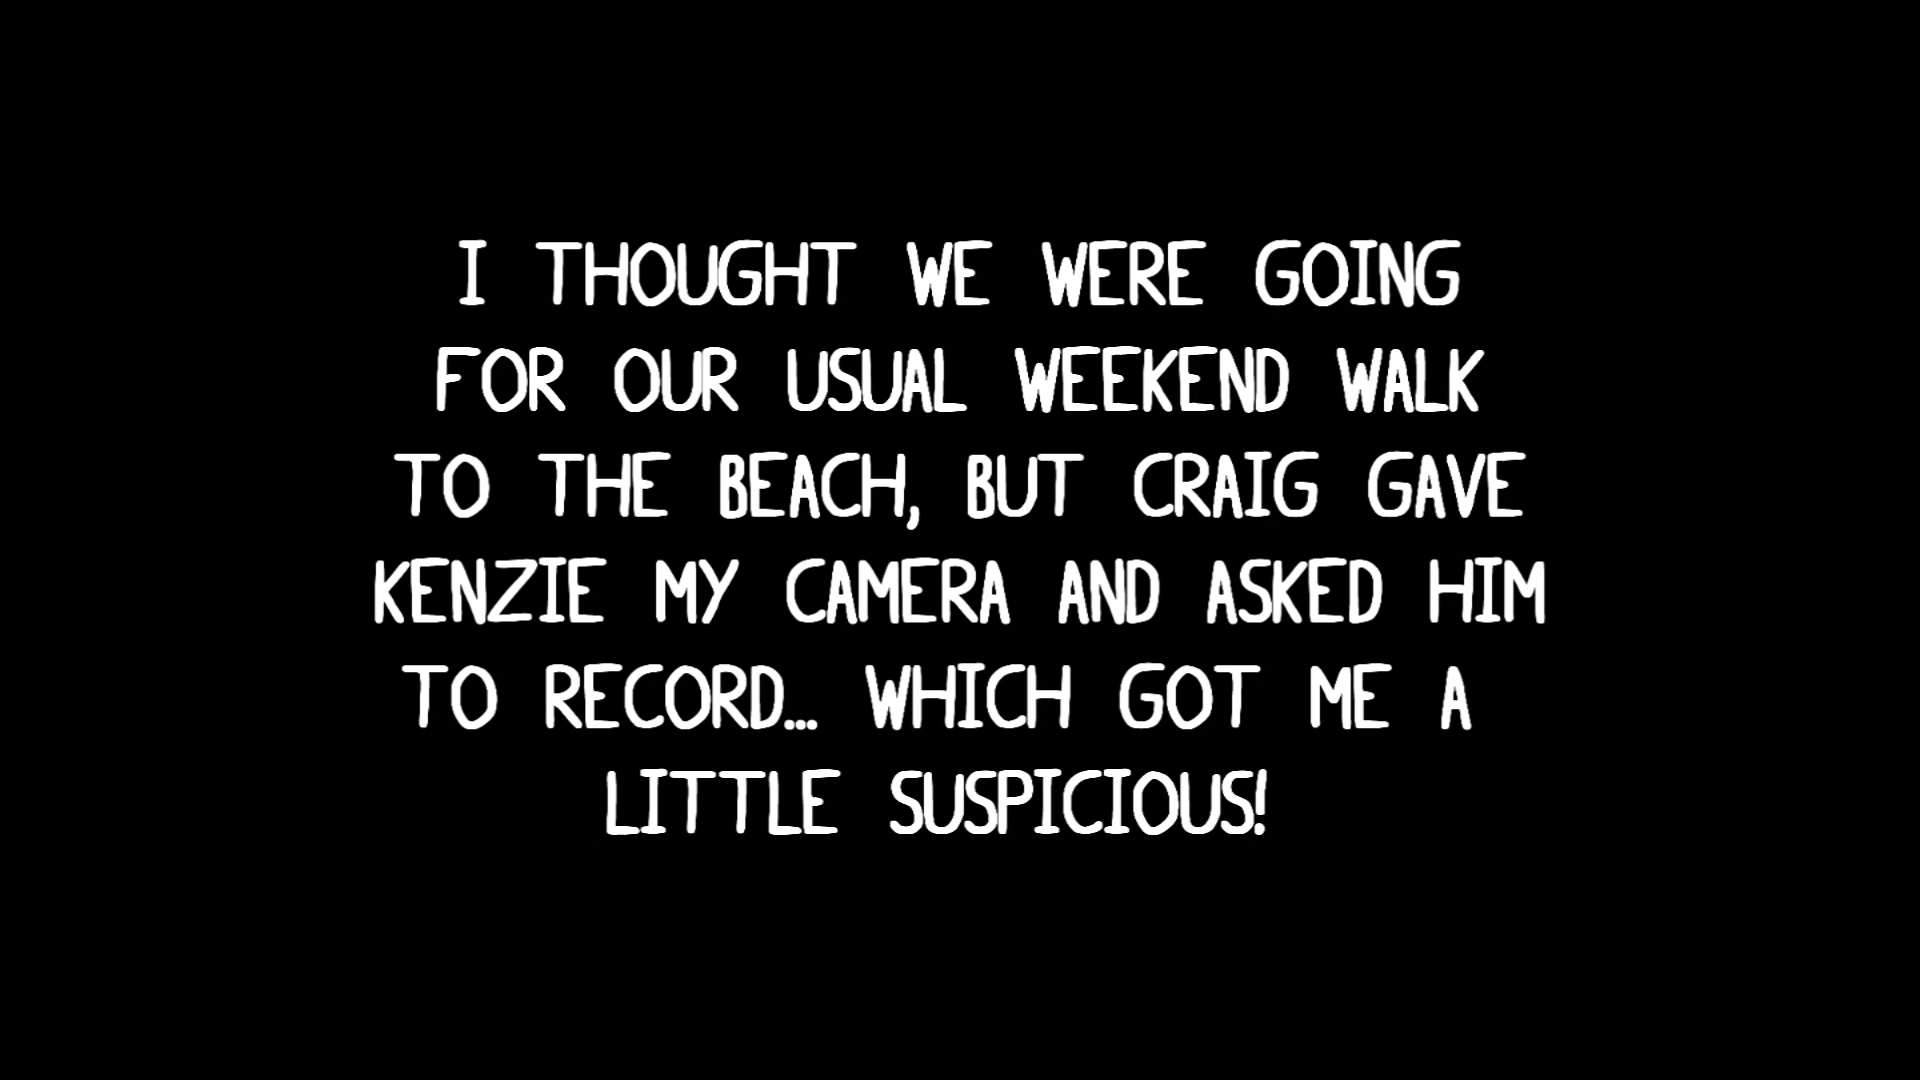 I THOUGHT WE WERE GOING
FOR OUR USUAL WEEKEND WALK
TO THE BEACH, BUT CRAIG GAVE
KENZIE MY CAMERA AND ASKED HIM
TO RECORD... WHICH GOT ME A
LITTLE SUSPICIOUS!